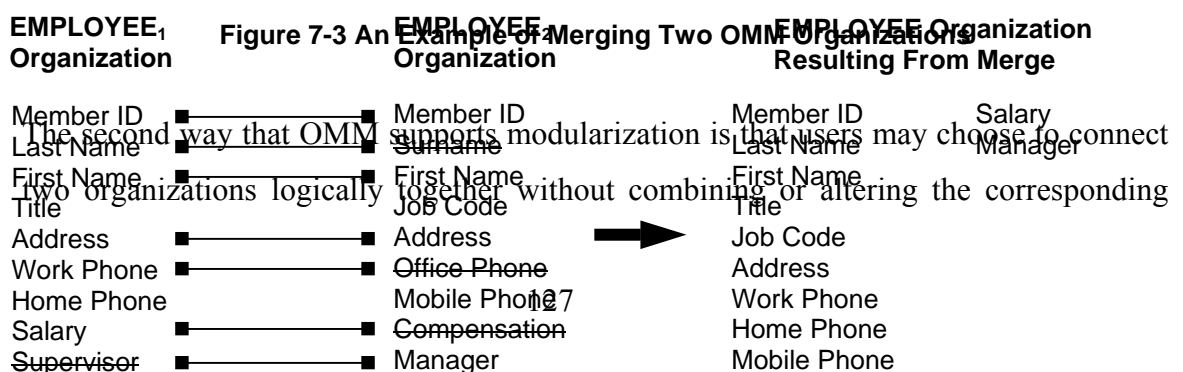 EMPLOYEE₁ Organization
Figure 7-3 An Example of Merging Two OMM Organizations
EMPLOYEE₂ Organization
EMPLOYEE Organization
Resulting From Merge
Member ID
Last Name
First Name
Title
Address
Work Phone
Home Phone
Salary
Supervisor
Member ID
Surname
First Name
Job Code
Address
Office Phone
Mobile Phone
Compensation
Manager
Member ID
Last Name
First Name
Title
Job Code
Address
Work Phone
Home Phone
Mobile Phone
Salary
Manager
The second way that OMM supports modularization is that users may choose to connect
two organizations logically together without combining or altering the corresponding
127